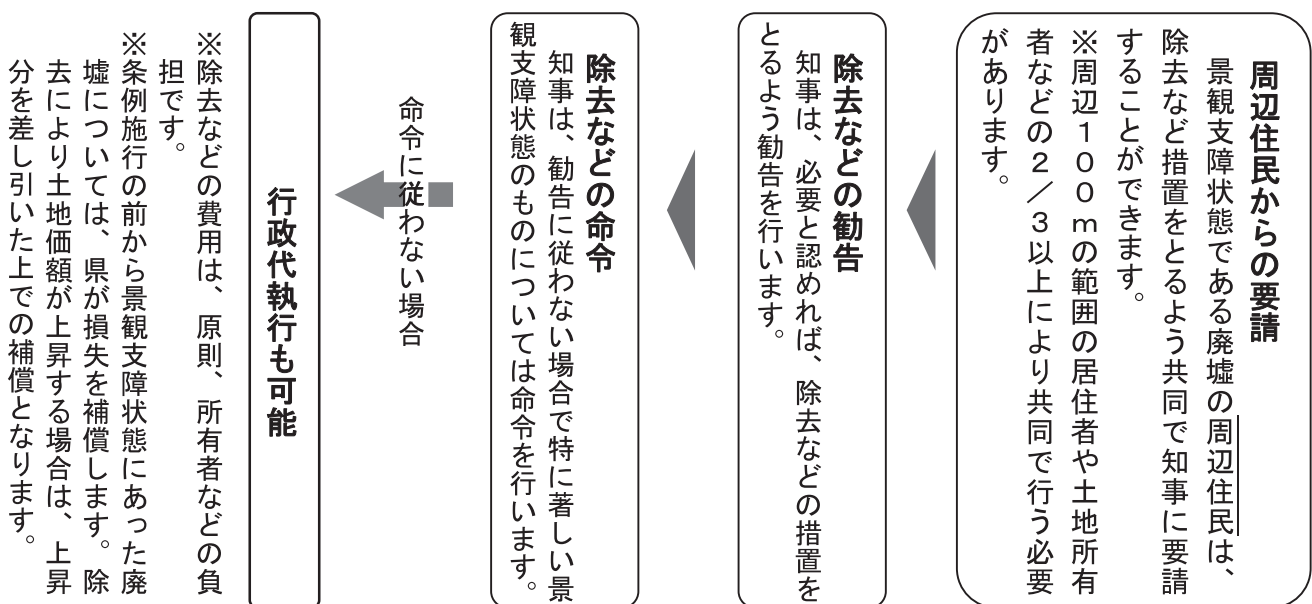 周辺住民からの要請
景観支障状態である廃墟の周辺住民は、
除去など措置をとるよう共同で知事に要請
することができます。
※周辺１００ｍの範囲の居住者や土地所有
者などの２／３以上により共同で行う必要
があります。
除去などの勧告
知事は、必要と認めれば、除去などの措置を
とるよう勧告を行います。
除去などの命令
知事は、勧告に従わない場合で特に著しい景
観支障状態のものについては命令を行います。
命令に従わない場合
行政代執行も可能
※除去などの費用は、原則、所有者などの負
担です。
※条例施行の前から景観支障状態にあった廃
墟については、県が損失を補償します。除
去により土地価額が上昇する場合は、上昇
分を差し引いた上での補償となります。